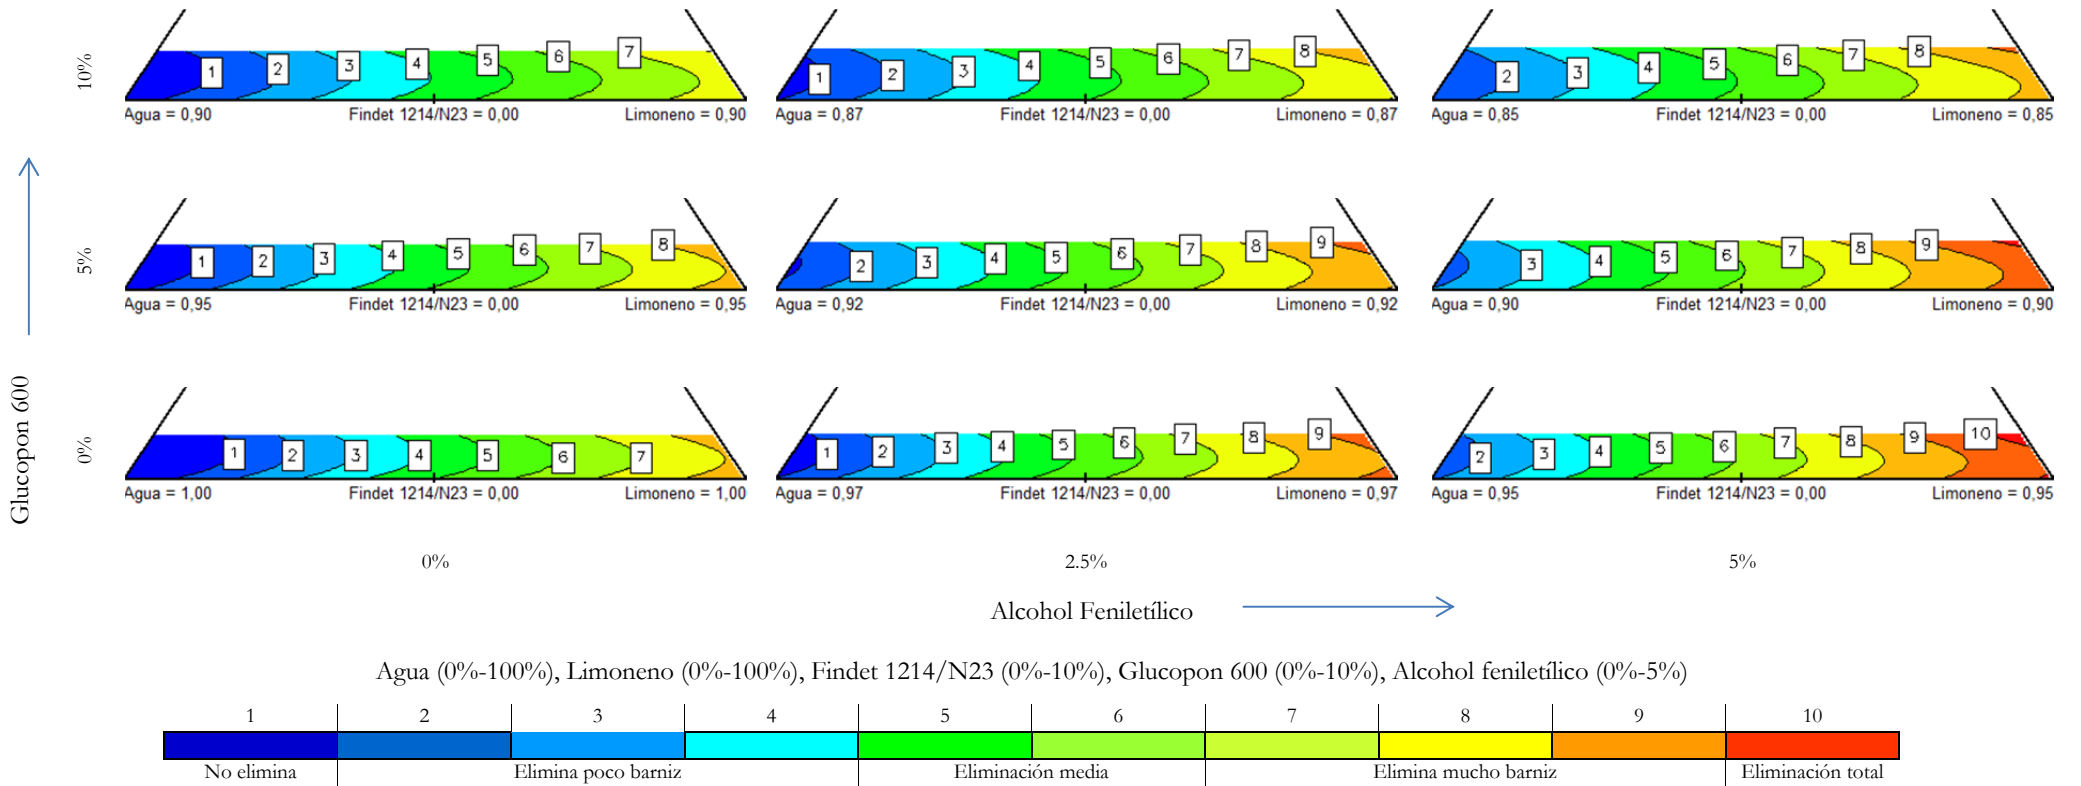 10%
1 2 3 4 5 6 7
Agua = 0,90 Findet 1214/N23 = 0,00 Limoneno = 0,90
1 2 3 4 5 6 7 8
Agua = 0,87 Findet 1214/N23 = 0,00 Limoneno = 0,87
2 3 4 5 6 7 8
Agua = 0,85 Findet 1214/N23 = 0,00 Limoneno = 0,85
5%
1 2 3 4 5 6 7 8
Agua = 0,95 Findet 1214/N23 = 0,00 Limoneno = 0,95
2 3 4 5 6 7 8 9
Agua = 0,92 Findet 1214/N23 = 0,00 Limoneno = 0,92
3 4 5 6 7 8 9
Agua = 0,90 Findet 1214/N23 = 0,00 Limoneno = 0,90
Glucopon 600
0%
1 2 3 4 5 6 7
Agua = 1,00 Findet 1214/N23 = 0,00 Limoneno = 1,00
1 2 3 4 5 6 7 8 9
Agua = 0,97 Findet 1214/N23 = 0,00 Limoneno = 0,97
2 3 4 5 6 7 8 9 10
Agua = 0,95 Findet 1214/N23 = 0,00 Limoneno = 0,95
0% 2.5% 5%
Alcohol Feniletílico
Agua (0%-100%), Limoneno (0%-100%), Findet 1214/N23 (0%-10%), Glucopon 600 (0%-10%), Alcohol feniletílico (0%-5%)
1 2 3 4 5 6 7 8 9 10
No elimina Elimina poco barniz Eliminación media Elimina mucho barniz Eliminación total